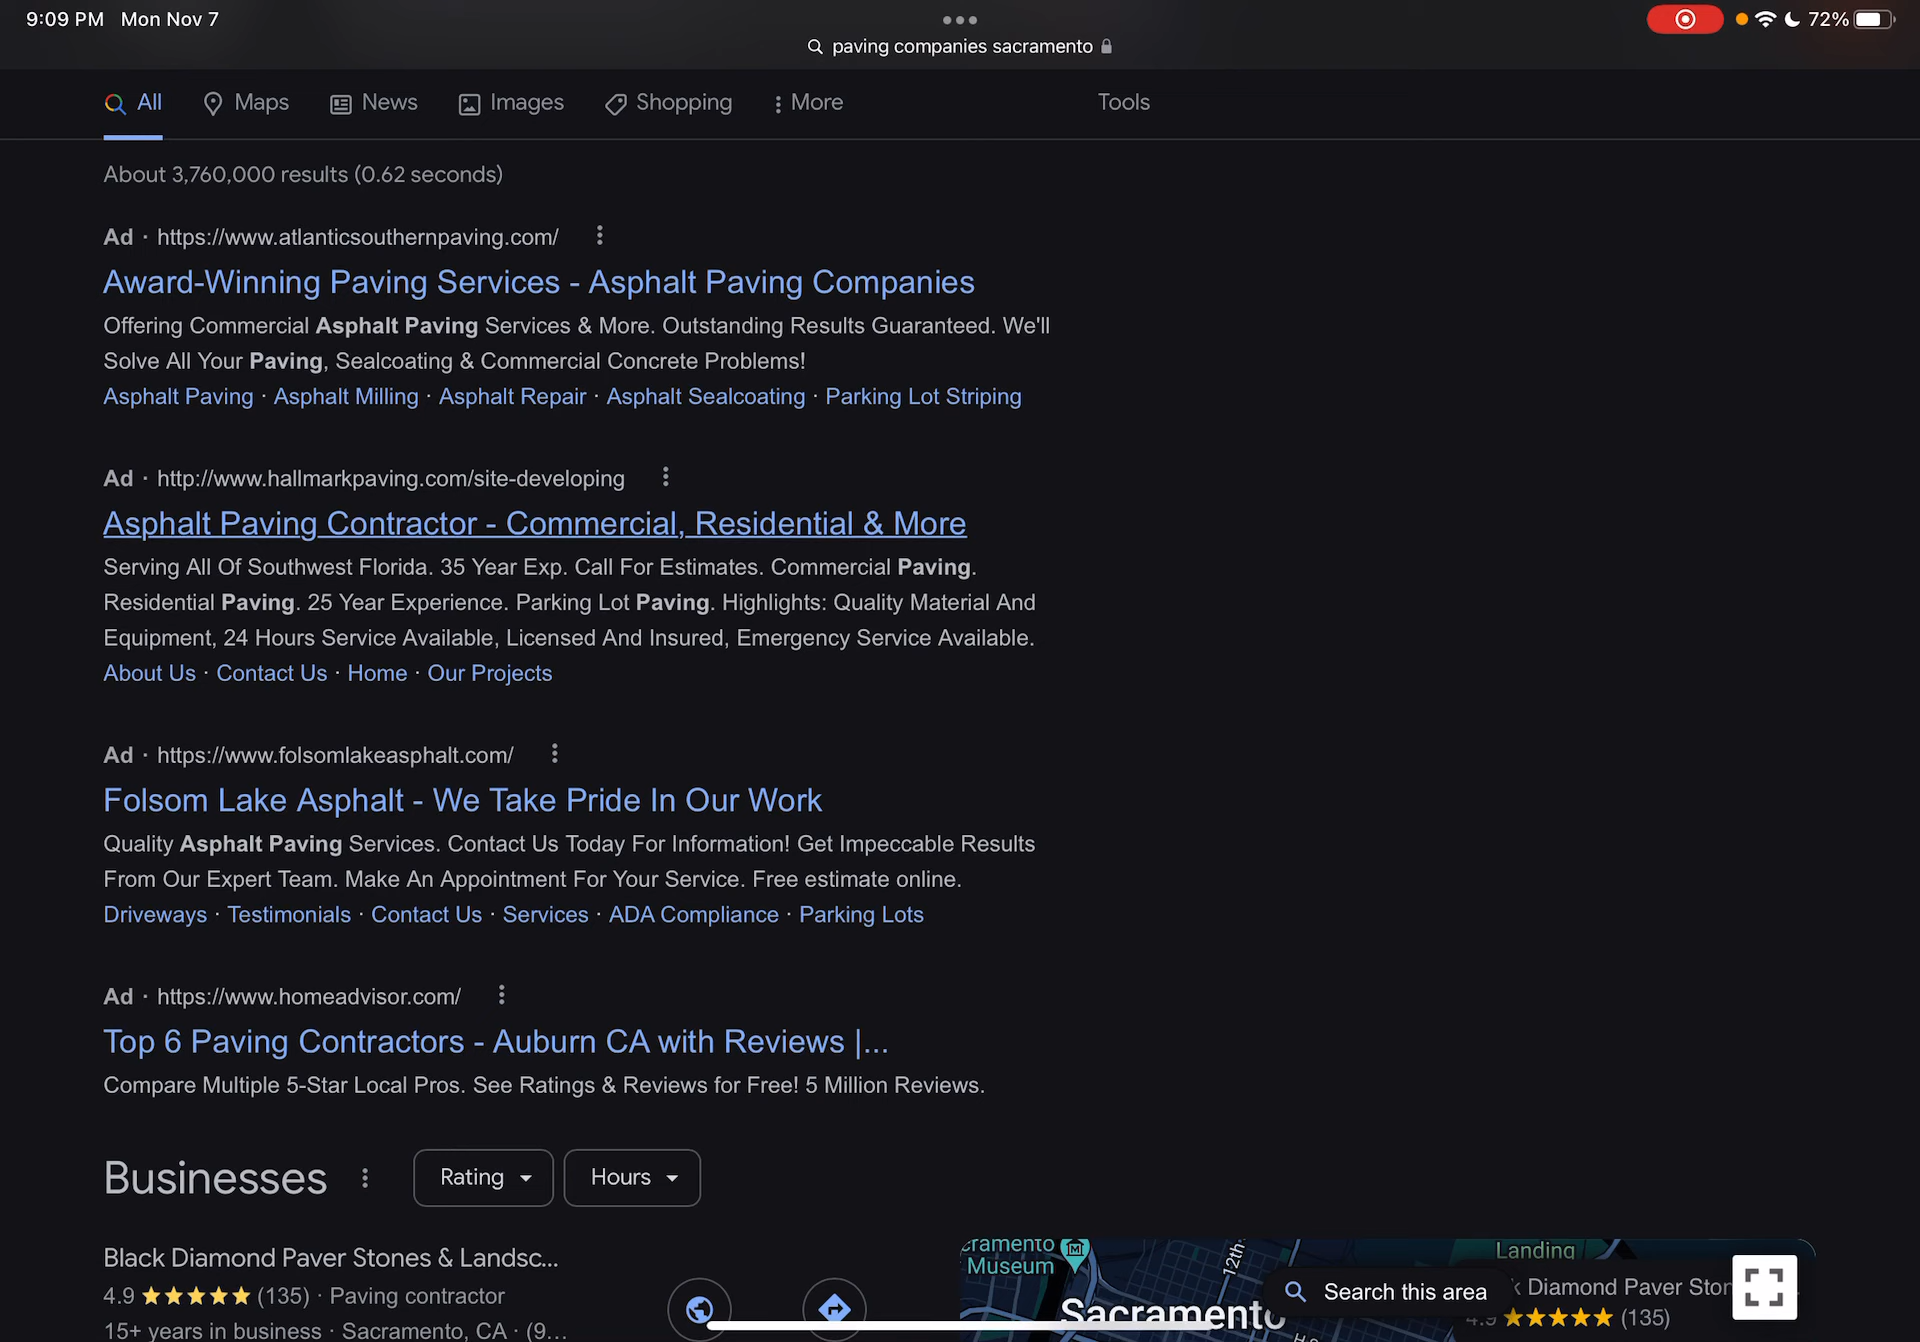 9:09 PM Mon Nov 7
72%
paving companies sacramento
All Maps News Images Shopping More Tools
About 3,760,000 results (0.62 seconds)
Ad · https://www.atlanticsouthernpaving.com/
Award-Winning Paving Services - Asphalt Paving Companies
Offering Commercial Asphalt Paving Services & More. Outstanding Results Guaranteed. We'll
Solve All Your Paving, Sealcoating & Commercial Concrete Problems!
Asphalt Paving · Asphalt Milling · Asphalt Repair · Asphalt Sealcoating · Parking Lot Striping
Ad · http://www.hallmarkpaving.com/site-developing
Asphalt Paving Contractor - Commercial, Residential & More
Serving All Of Southwest Florida. 35 Year Exp. Call For Estimates. Commercial Paving.
Residential Paving. 25 Year Experience. Parking Lot Paving. Highlights: Quality Material And
Equipment, 24 Hours Service Available, Licensed And Insured, Emergency Service Available.
About Us · Contact Us · Home · Our Projects
Ad · https://www.folsomlakeasphalt.com/
Folsom Lake Asphalt - We Take Pride In Our Work
Quality Asphalt Paving Services. Contact Us Today For Information! Get Impeccable Results
From Our Expert Team. Make An Appointment For Your Service. Free estimate online.
Driveways · Testimonials · Contact Us · Services · ADA Compliance · Parking Lots
Ad · https://www.homeadvisor.com/
Top 6 Paving Contractors - Auburn CA with Reviews |...
Compare Multiple 5-Star Local Pros. See Ratings & Reviews for Free! 5 Million Reviews.
Businesses Rating Hours
Black Diamond Paver Stones & Landsc...
4.9 (135) · Paving contractor
15+ years in business · Sacramento, CA · (9...
cramento
Museum
12th
Landing
Search this area
k Diamond Paver Stor
4.9 (135)
Sacramento